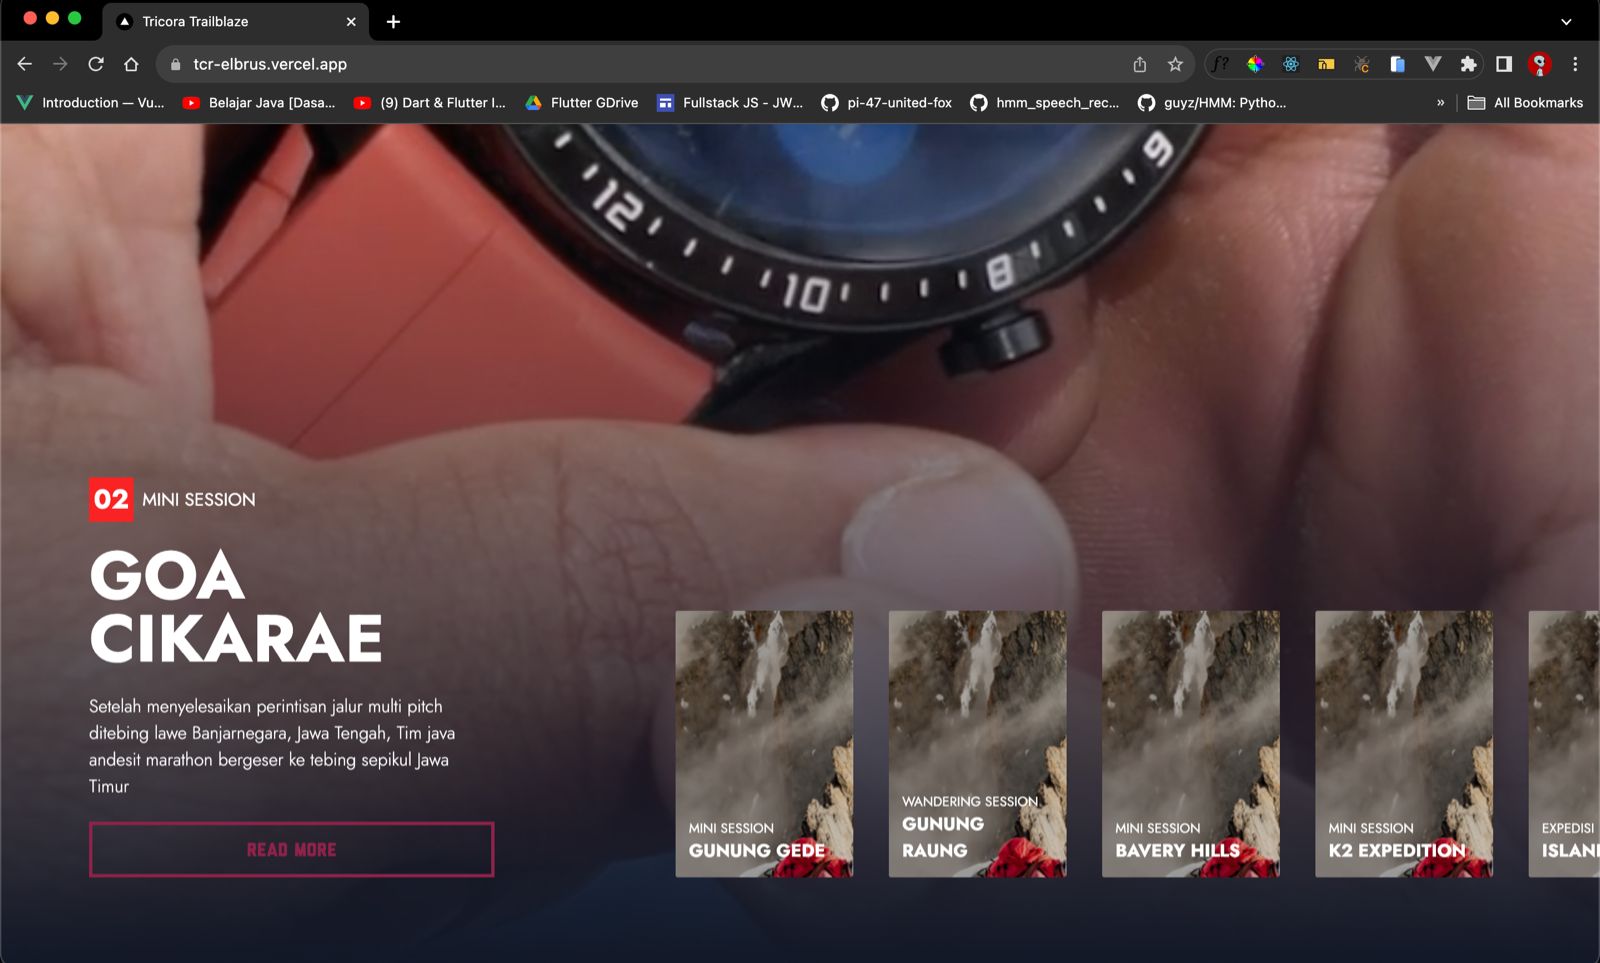 Tricora Trailblaze
tcr-elbrus.vercel.app
Introduction — Vu...
Belajar Java [Dasa...
(9) Dart & Flutter I...
Flutter GDrive
Fullstack JS - JW...
pi-47-united-fox
hmm_speech_rec...
guyz/HMM: Pytho...
»
All Bookmarks
12
10
8
6
02
MINI SESSION
GOA
CIKARAE
Setelah menyelesaikan perintisan jalur multi pitch
ditebing lawe Banjarnegara, Jawa Tengah, Tim java
andesit marathon bergeser ke tebing sepikul Jawa
Timur
READ MORE
MINI SESSION
GUNUNG GEDE
WANDERING SESSION
GUNUNG
RAUNG
MINI SESSION
BAVERY HILLS
MINI SESSION
K2 EXPEDITION
EXPEDISI
ISLAN